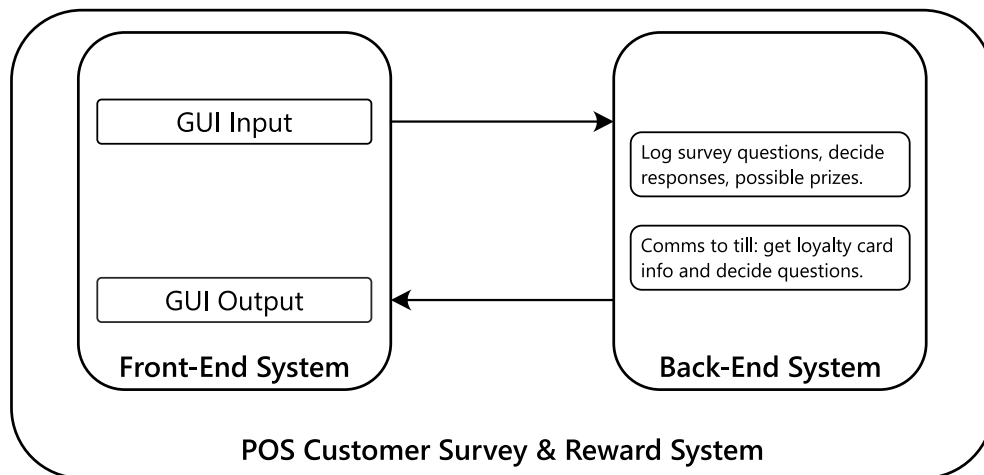 GUI Input
GUI Output
Front-End System
Log survey questions, decide
responses, possible prizes.
Comms to till: get loyalty card
info and decide questions.
Back-End System
POS Customer Survey & Reward System